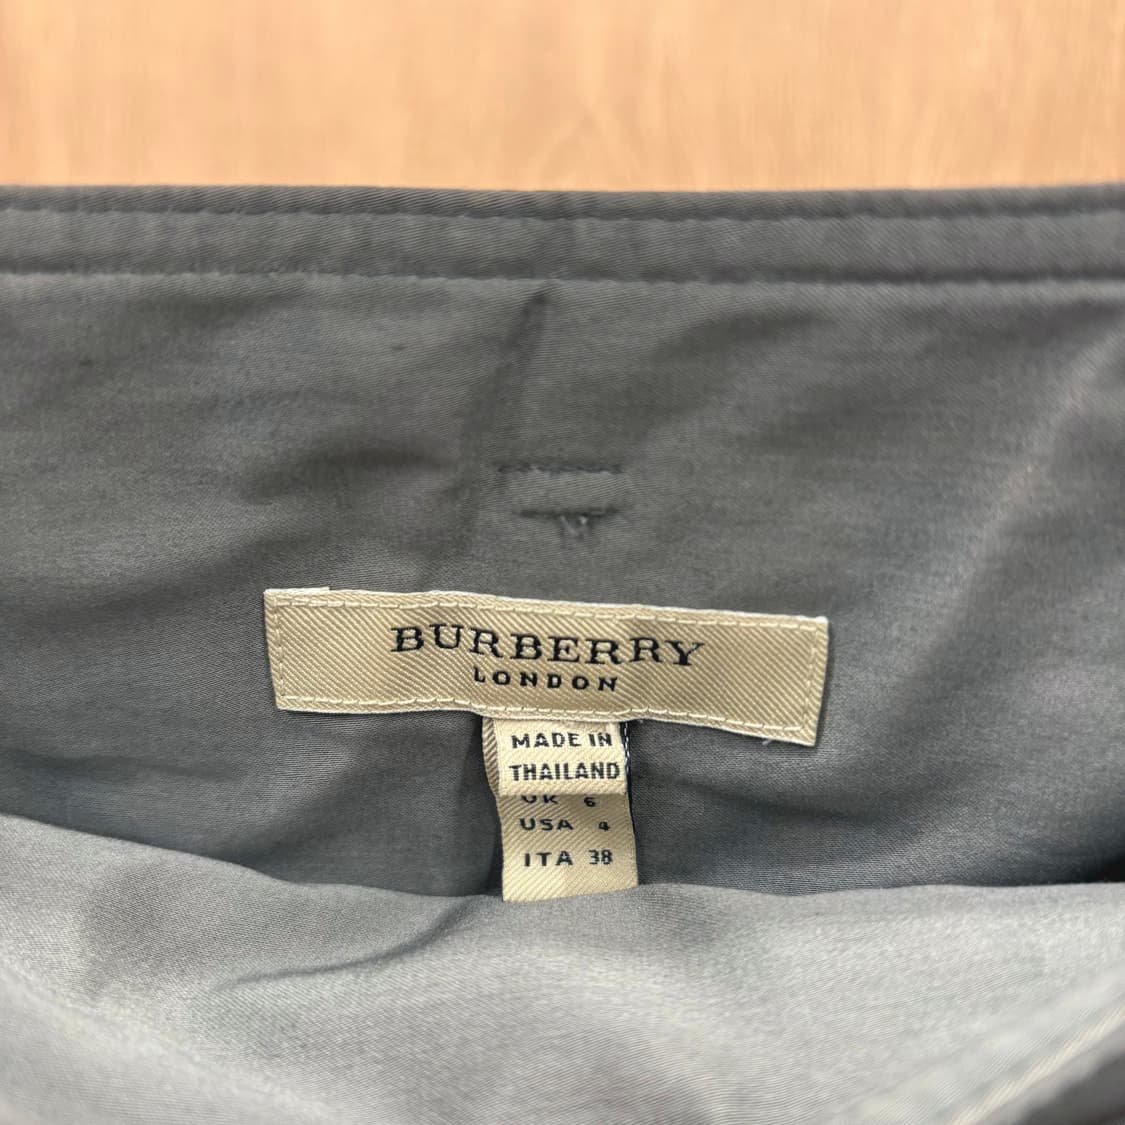 BURBERRY
LONDON
MADE IN
THAILAND
UK 6
USA 4
ITA 38